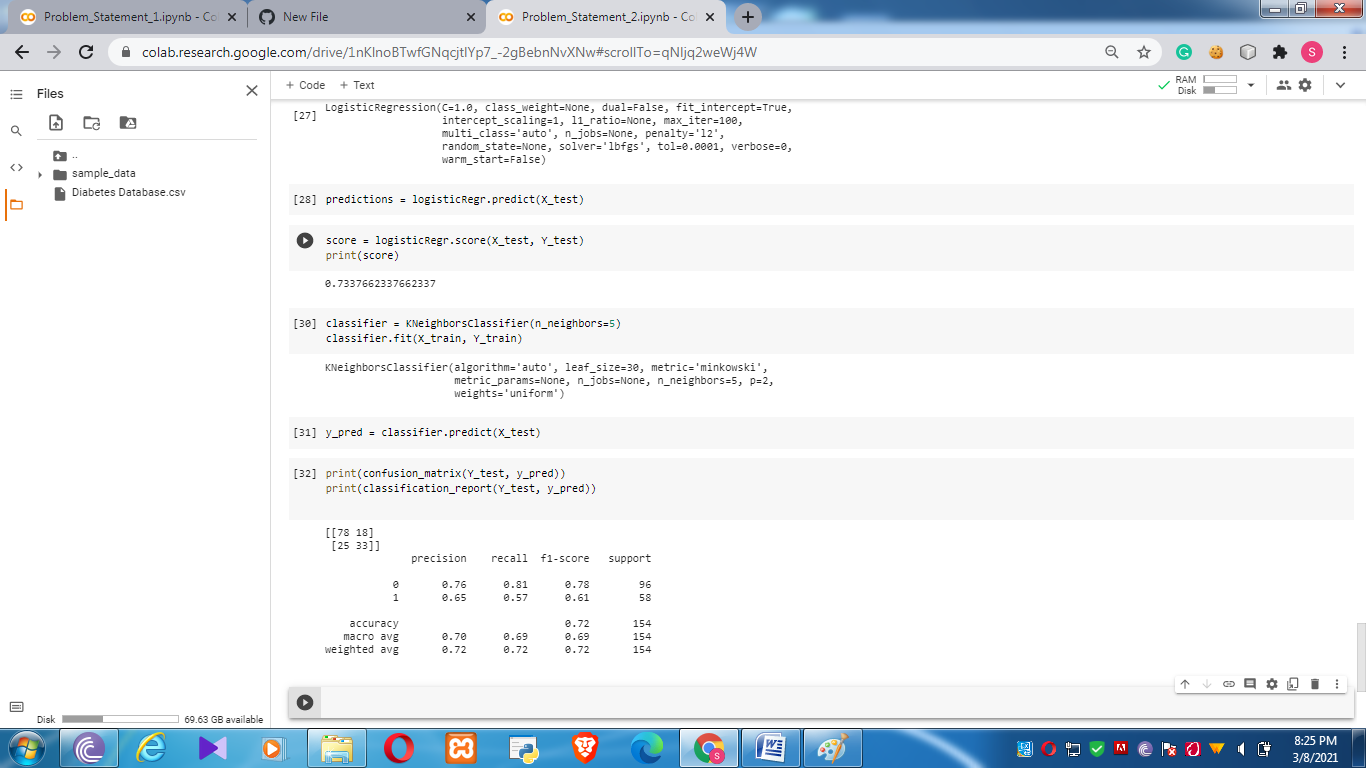 Problem_Statement_1.ipynb - Co
New File
Problem_Statement_2.ipynb - Co
colab.research.google.com/drive/1nKlnoBTwfGNqcjtIYp7_-2gBebnNvXNw#scrollTo=qNIjq2weWj4W
S
Files
+ Code + Text
RAM
Disk
..
sample_data
Diabetes Database.csv
[27] LogisticRegression(C=1.0, class_weight=None, dual=False, fit_intercept=True,
intercept_scaling=1, l1_ratio=None, max_iter=100,
multi_class='auto', n_jobs=None, penalty='l2',
random_state=None, solver='lbfgs', tol=0.0001, verbose=0,
warm_start=False)
[28] predictions = logisticRegr.predict(X_test)
score = logisticRegr.score(X_test, Y_test)
print(score)
0.7337662337662337
[30] classifier = KNeighborsClassifier(n_neighbors=5)
classifier.fit(X_train, Y_train)
KNeighborsClassifier(algorithm='auto', leaf_size=30, metric='minkowski',
metric_params=None, n_jobs=None, n_neighbors=5, p=2,
weights='uniform')
[31] y_pred = classifier.predict(X_test)
[32] print(confusion_matrix(Y_test, y_pred))
print(classification_report(Y_test, y_pred))
[[78 18]
[25 33]]
precision recall f1-score support
0 0.76 0.81 0.78 96
1 0.65 0.57 0.61 58
accuracy 0.72 154
macro avg 0.70 0.69 0.69 154
weighted avg 0.72 0.72 0.72 154
Disk 69.63 GB available
8:25 PM
3/8/2021